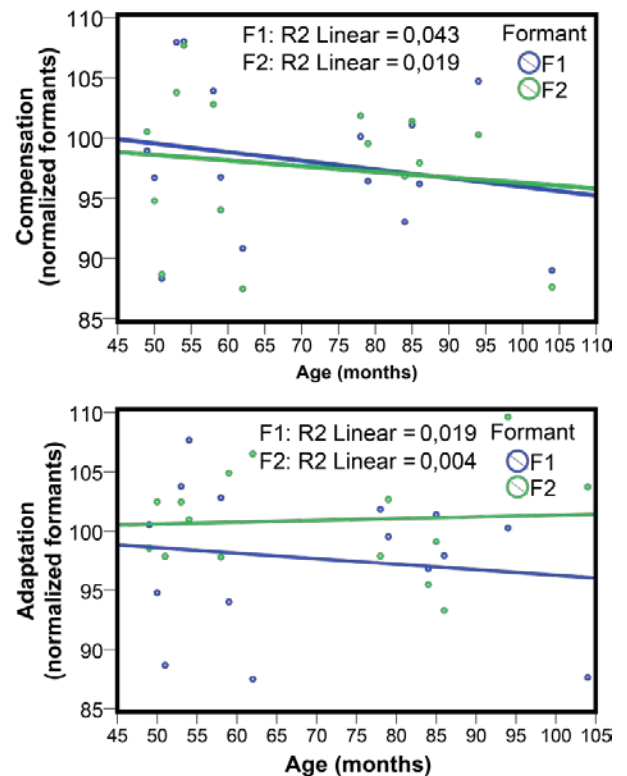 110
105
100
95
90
85
Compensation
(normalized formants)
F1: R2 Linear = 0,043
F2: R2 Linear = 0,019
Formant
F1
F2
45 50 55 60 65 70 75 80 85 90 95 100 105 110
Age (months)
110
105
100
95
90
85
Adaptation
(normalized formants)
F1: R2 Linear = 0,019
F2: R2 Linear = 0,004
Formant
F1
F2
45 50 55 60 65 70 75 80 85 90 95 100 105
Age (months)